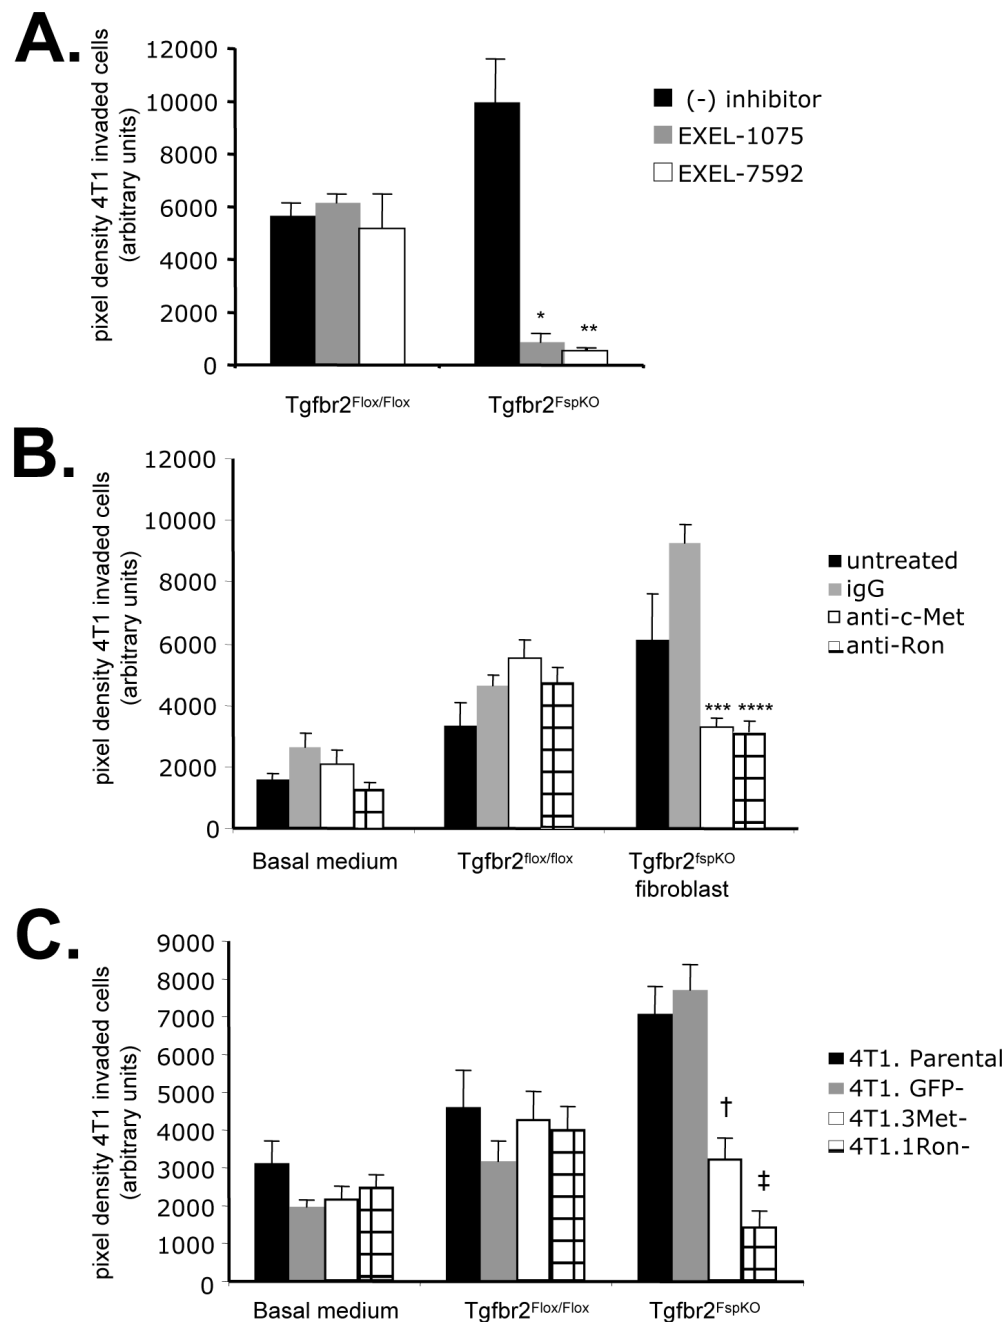 A.
pixel density 4T1 invaded cells
(arbitrary units)
12000
10000
8000
6000
4000
2000
0
(-) inhibitor
EXEL-1075
EXEL-7592
*
**
Tgfbr2Flox/Flox
Tgfbr2FspKO
B.
pixel density 4T1 invaded cells
(arbitrary units)
12000
10000
8000
6000
4000
2000
0
untreated
igG
anti-c-Met
anti-Ron
***
****
Basal medium
Tgfbr2flox/flox
Tgfbr2fspKO
fibroblast
C.
pixel density 4T1 invaded cells
(arbitrary units)
9000
8000
7000
6000
5000
4000
3000
2000
1000
0
4T1. Parental
4T1. GFP-
4T1.3Met-
4T1.1Ron-
†
‡
Basal medium
Tgfbr2Flox/Flox
Tgfbr2FspKO